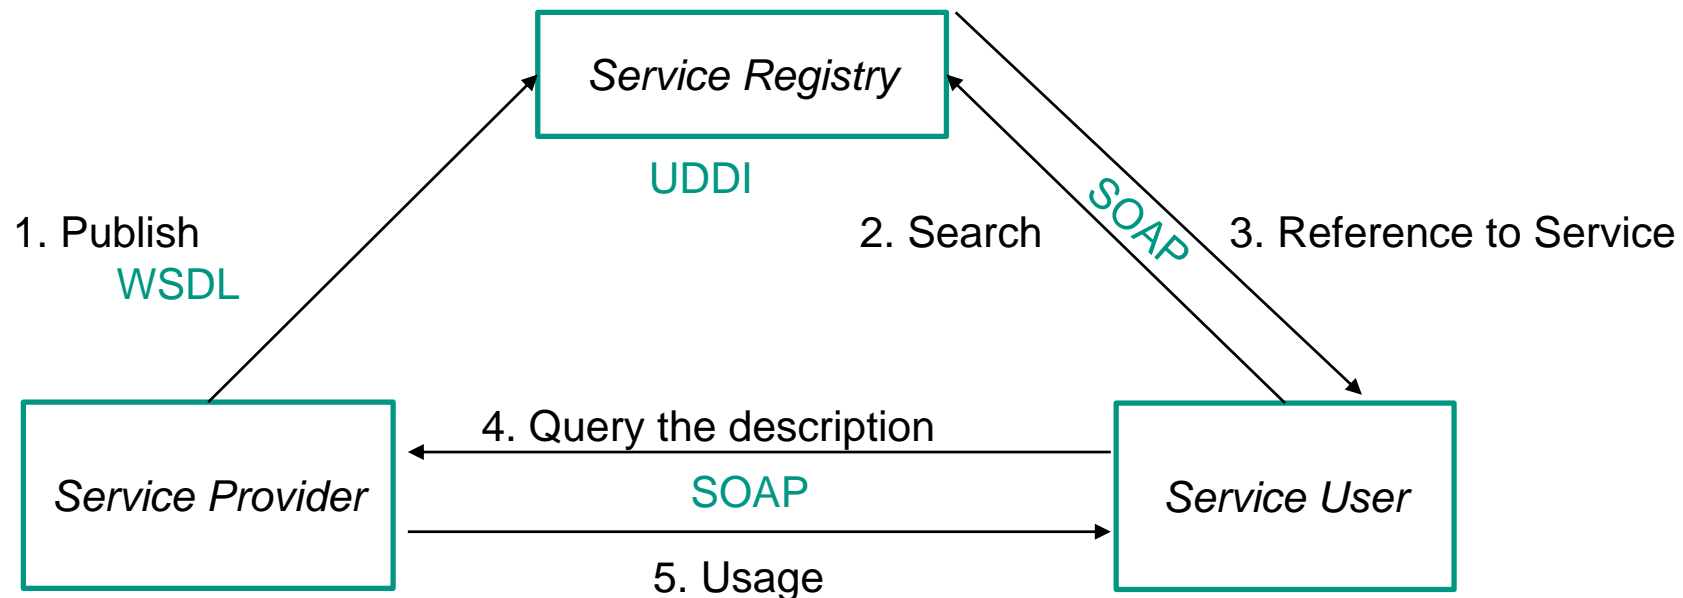 Service Registry
UDDI
1. Publish
WSDL
2. Search
SOAP
3. Reference to Service
4. Query the description
Service Provider
SOAP
Service User
5. Usage